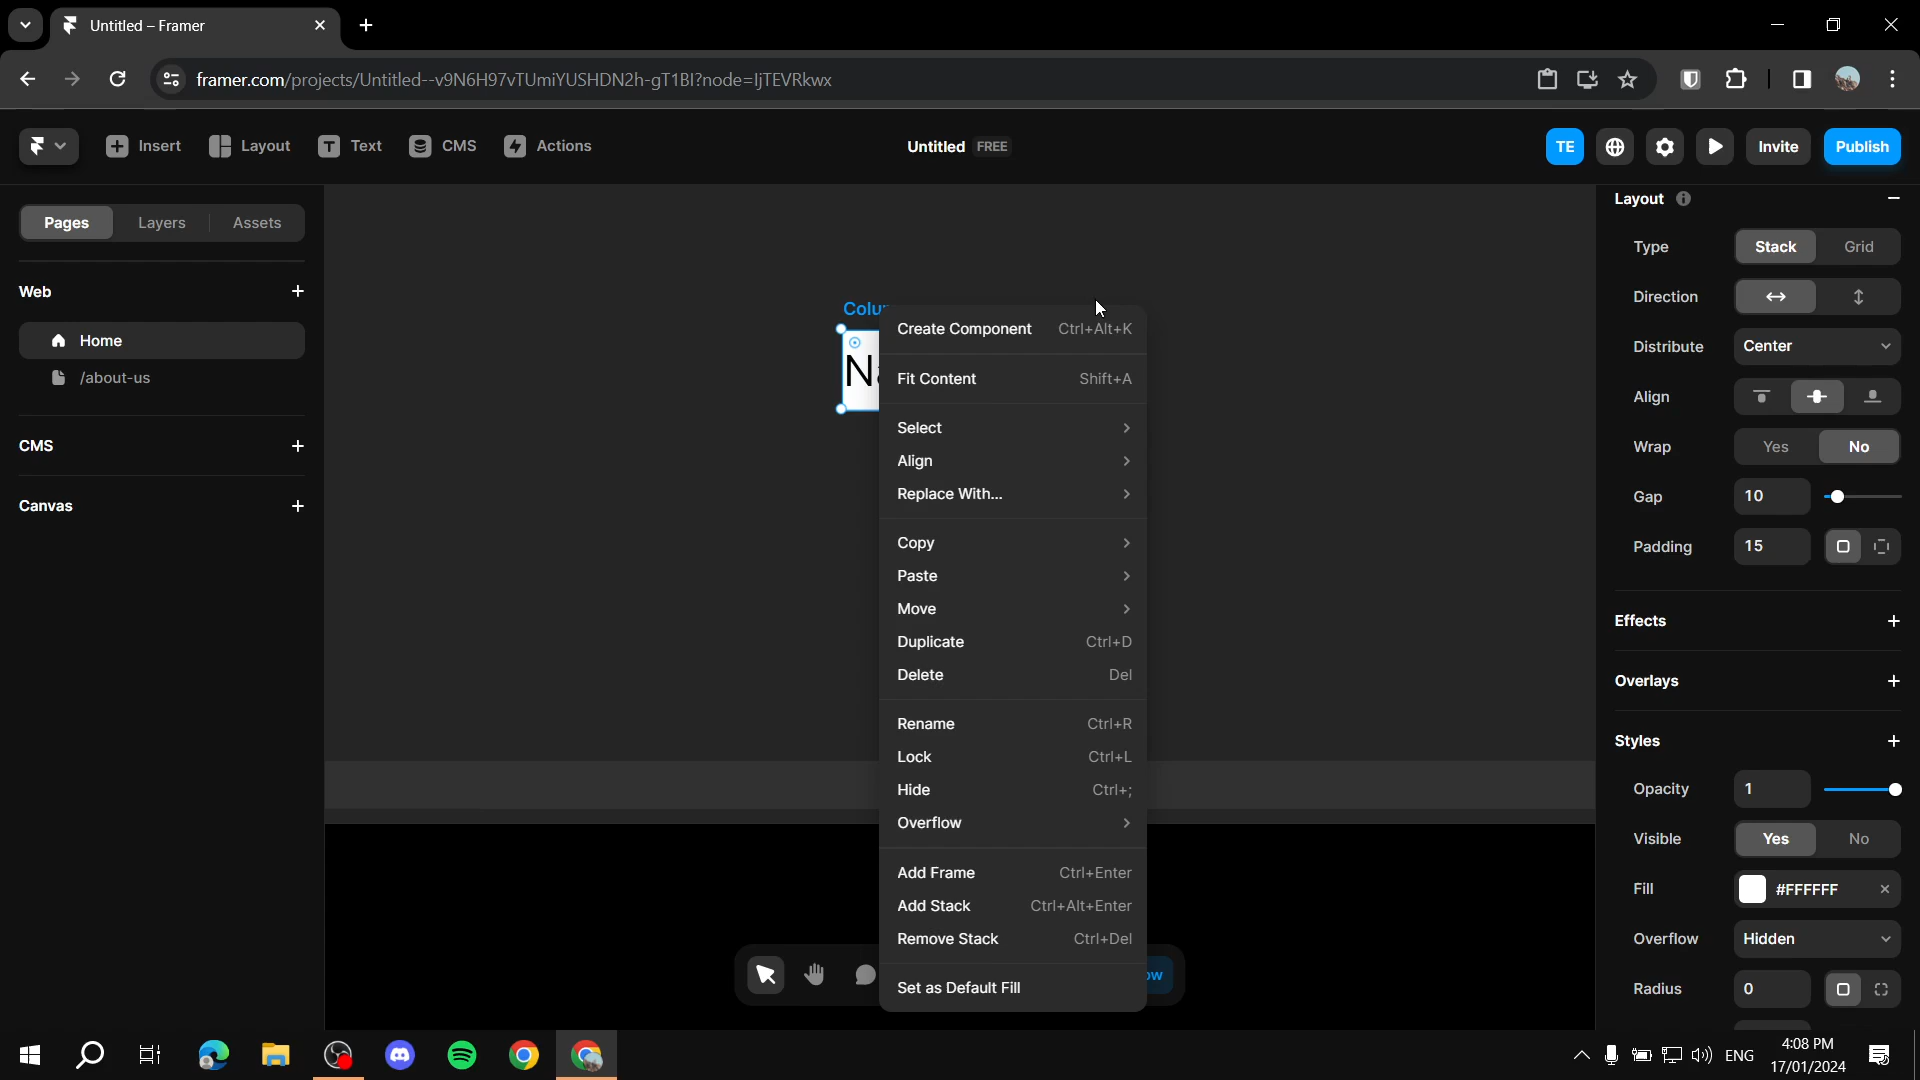 Untitled – Framer
framer.com/projects/Untitled--v9N6H97vTUmiYUSHDN2h-gT1BI?node=IjTEVRkwx
Insert Layout Text CMS Actions Untitled FREE TE Invite Publish
Pages Layers Assets
Web
Home
/about-us
CMS
Canvas
Create Component Ctrl+Alt+K
Fit Content Shift+A
Select
Align
Replace With...
Copy
Paste
Move
Duplicate Ctrl+D
Delete Del
Rename Ctrl+R
Lock Ctrl+L
Hide Ctrl+;
Overflow
Add Frame Ctrl+Enter
Add Stack Ctrl+Alt+Enter
Remove Stack Ctrl+Del
Set as Default Fill
Layout
Type Stack Grid
Direction
Distribute Center
Align
Wrap Yes No
Gap 10
Padding 15
Effects
Overlays
Styles
Opacity 1
Visible Yes No
Fill #FFFFFF
Overflow Hidden
Radius 0
ENG
4:08 PM
17/01/2024